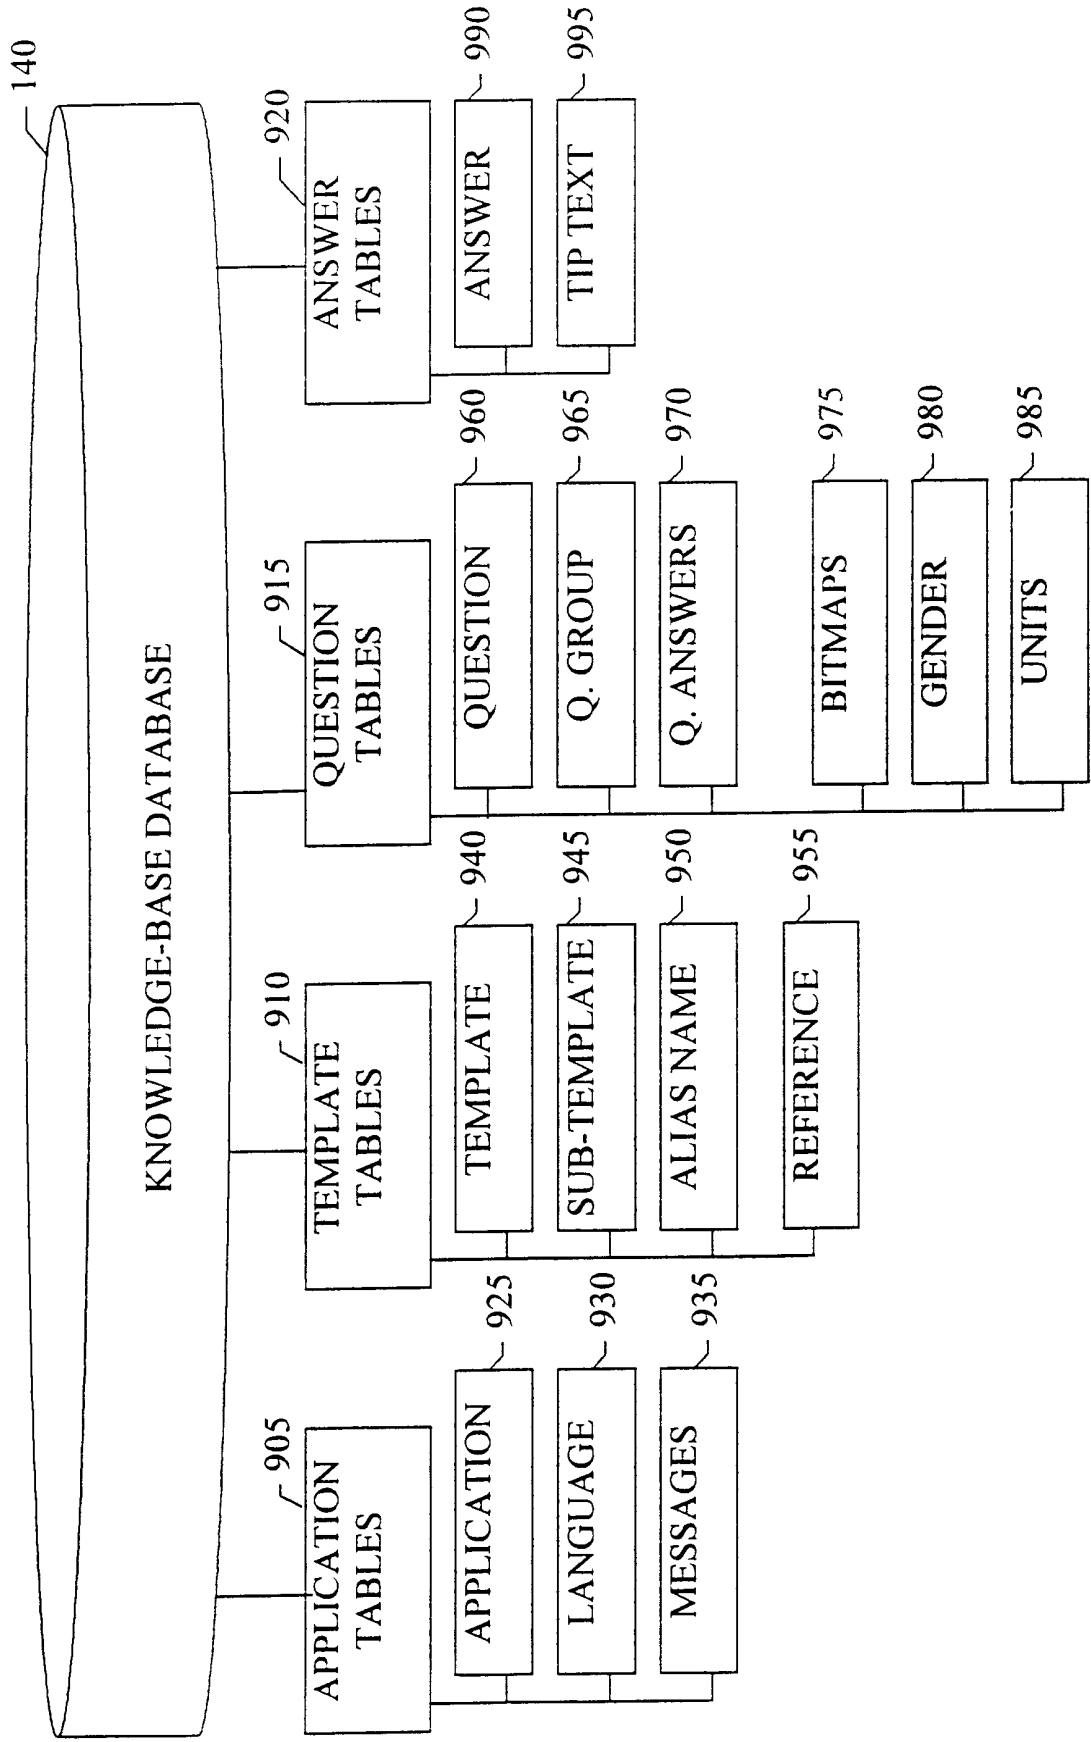 140
KNOWLEDGE-BASE DATABASE
905
APPLICATION
TABLES
925
APPLICATION
930
LANGUAGE
935
MESSAGES
910
TEMPLATE
TABLES
940
TEMPLATE
945
SUB-TEMPLATE
950
ALIAS NAME
955
REFERENCE
915
QUESTION
TABLES
960
QUESTION
965
Q. GROUP
970
Q. ANSWERS
975
BITMAPS
980
GENDER
985
UNITS
920
ANSWER
TABLES
990
ANSWER
995
TIP TEXT